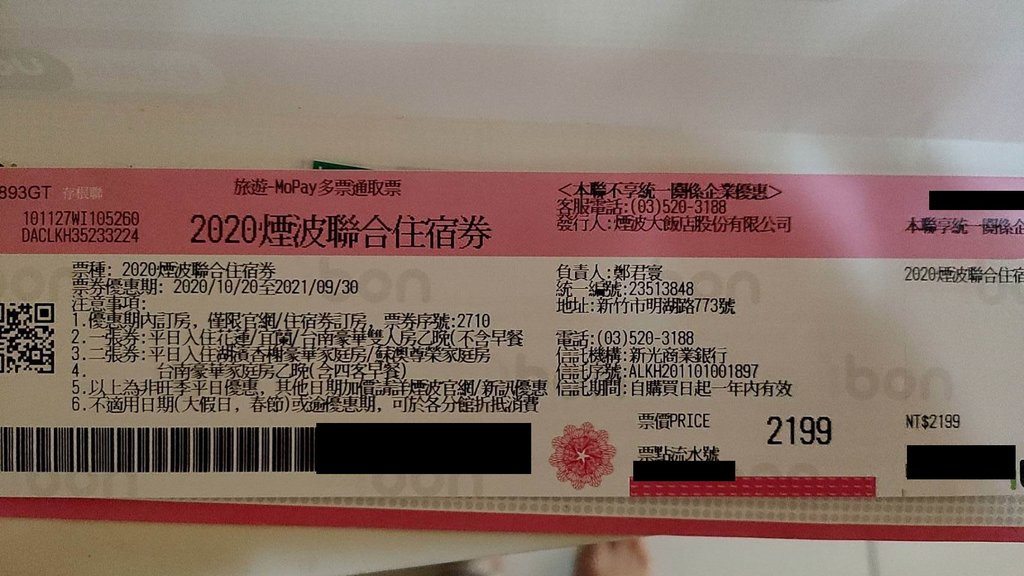 893GT 存根聯
旅遊-MoPay多票通取票
101127WI105260
DACLKH35233224
2020煙波聯合住宿券
<本聯不享統一關係企業優惠>
客服電話:(03)520-3188
發行人:煙波大飯店股份有限公司
本聯享統一關係企
票種: 2020煙波聯合住宿券
票券優惠期: 2020/10/20至2021/09/30
注意事項:
1.優惠期內訂房, 僅限官網/住宿券訂房, 票券序號:2710
2.一張券:平日入住花蓮/宜蘭/台南豪華雙人房乙晚(不含早餐
3.二張券:平日入住湖濱香榭豪華家庭房/蘇澳尊榮家庭房
4. 台南豪華家庭房乙晚(含四客早餐)
5.以上為非旺季平日優惠, 其他日期加價請詳煙波官網/新訊優惠
6.不適用日期(大假日, 春節)或逾優惠期, 可於各分館折抵消費
負責人:鄭君寰
統一編號:23513848
地址:新竹市明湖路773號
電話:(03)520-3188
信託機構:新光商業銀行
信託序號:ALKH201101001897
信託期間:自購買日起一年內有效
票價PRICE 2199
票點流水號
2020煙波聯合住宿
NT$2199
bon
bon
bon